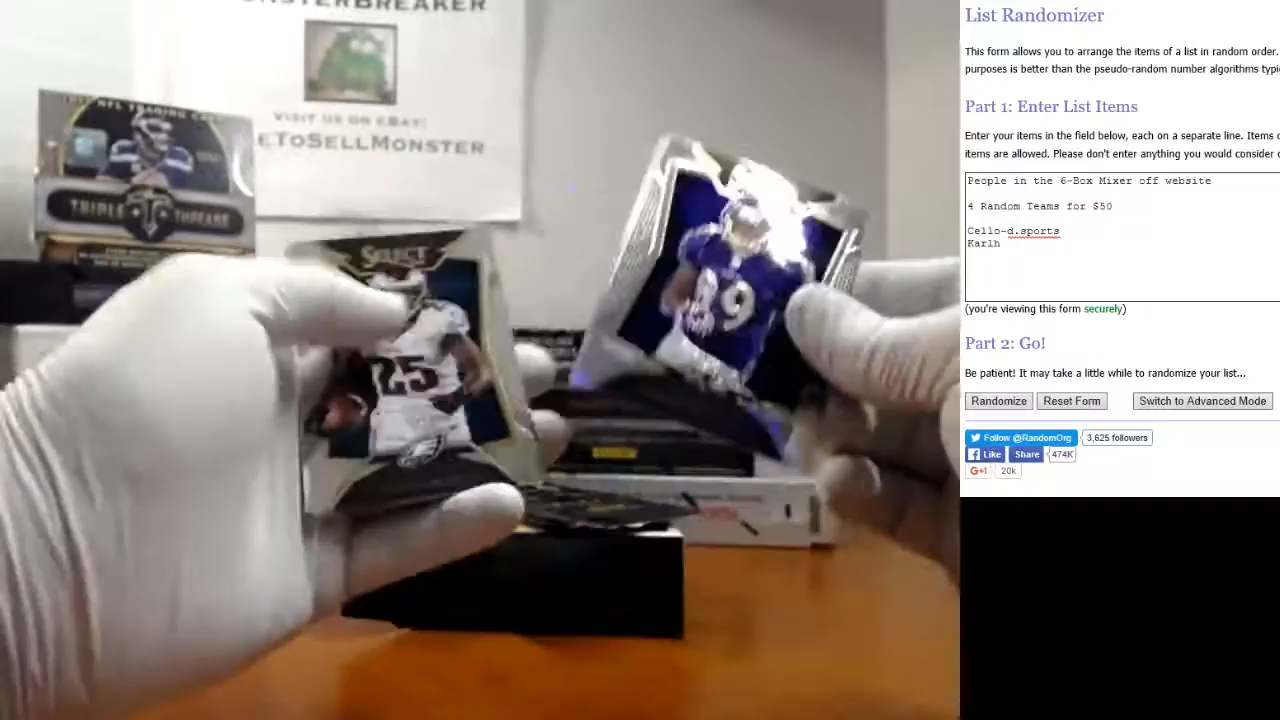 ONSTERBREAKER
VISIT US ON EBAY:
ETOSELLMONSTER
NFL TRADING
TRIPLE THREADS
SELECT
25
89
List Randomizer
This form allows you to arrange the items of a list in random order.
purposes is better than the pseudo-random number algorithms typi
Part 1: Enter List Items
Enter your items in the field below, each on a separate line. Items
items are allowed. Please don't enter anything you would consider
People in the 6-Box Mixer off website
4 Random Teams for $50
Cello-d.sports
Karlh
(you're viewing this form securely)
Part 2: Go!
Be patient! It may take a little while to randomize your list...
Randomize Reset Form Switch to Advanced Mode
Follow @RandomOrg 3,625 followers
Like Share 474K
G+1 20k